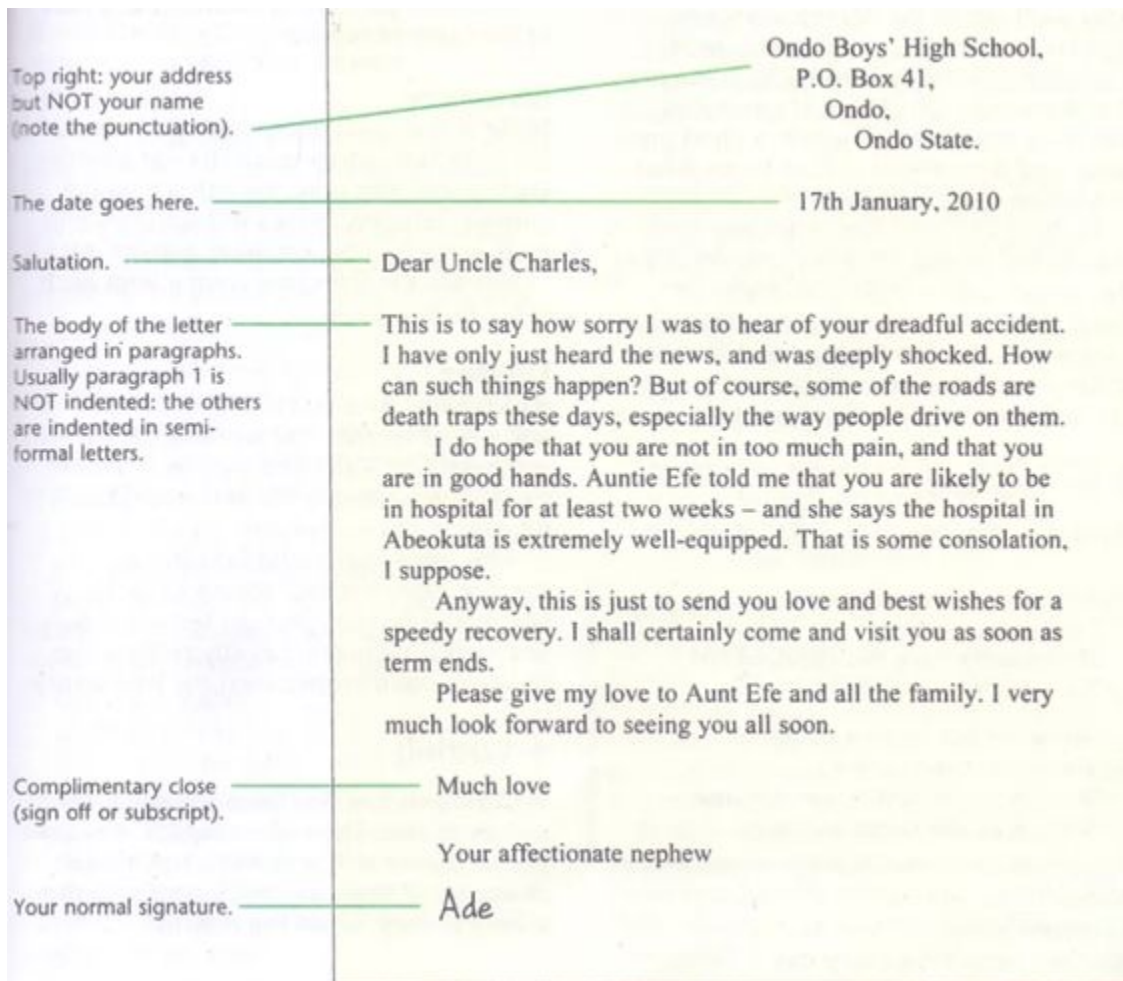 Ondo Boys' High School,
P.O. Box 41,
Ondo,
Ondo State.
Top right: your address
but NOT your name
(note the punctuation).
The date goes here.
17th January, 2010
Salutation.
Dear Uncle Charles,
The body of the letter
arranged in paragraphs.
Usually paragraph 1 is
NOT indented: the others
are indented in semi-
formal letters.
This is to say how sorry I was to hear of your dreadful accident.
I have only just heard the news, and was deeply shocked. How
can such things happen? But of course, some of the roads are
death traps these days, especially the way people drive on them.
I do hope that you are not in too much pain, and that you
are in good hands. Auntie Efe told me that you are likely to be
in hospital for at least two weeks – and she says the hospital in
Abeokuta is extremely well-equipped. That is some consolation,
I suppose.
Anyway, this is just to send you love and best wishes for a
speedy recovery. I shall certainly come and visit you as soon as
term ends.
Please give my love to Aunt Efe and all the family. I very
much look forward to seeing you all soon.
Complimentary close
(sign off or subscript).
Much love
Your affectionate nephew
Your normal signature.
Ade